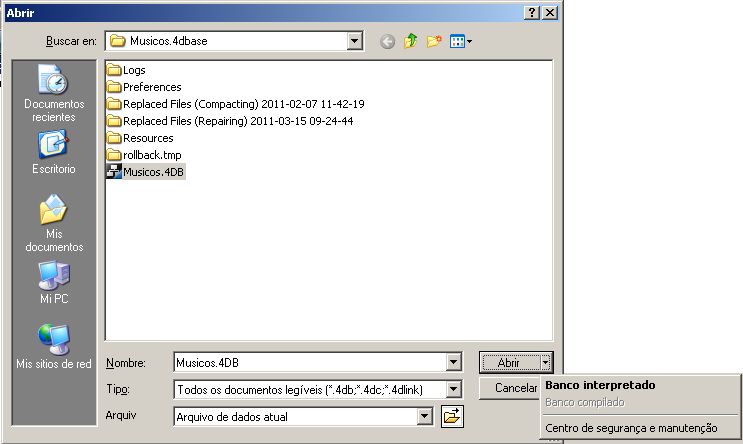 Abrir
Buscar en:
Musicos.4dbase
Documentos
recientes
Escritorio
Mis
documentos
Mi PC
Mis sitios de red
Logs
Preferences
Replaced Files (Compacting) 2011-02-07 11-42-19
Replaced Files (Repairing) 2011-03-15 09-24-44
Resources
rollback.tmp
Musicos.4DB
Nombre:
Musicos.4DB
Abrir
Tipo:
Todos os documentos legíveis (*.4db;*.4dc;*.4dlink)
Cancelar
Arquiv
Arquivo de dados atual
Banco interpretado
Banco compilado
Centro de segurança e manutenção